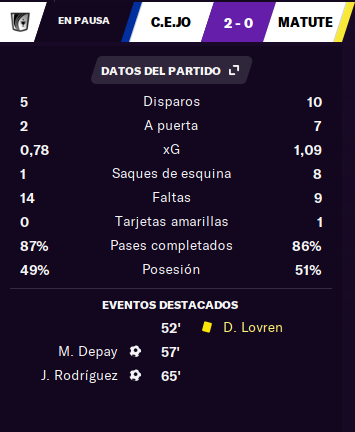 EN PAUSA C.E.JO 2 - 0 MATUTE
DATOS DEL PARTIDO
5 Disparos 10
2 A puerta 7
0,78 xG 1,09
1 Saques de esquina 8
14 Faltas 9
0 Tarjetas amarillas 1
87% Pases completados 86%
49% Posesión 51%
EVENTOS DESTACADOS
52' D. Lovren
M. Depay 57'
J. Rodríguez 65'